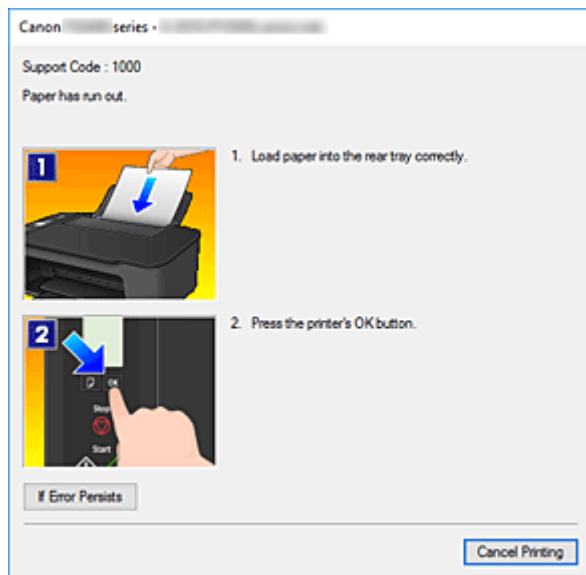 Canon series -
Support Code : 1000
Paper has run out.
1
1. Load paper into the rear tray correctly.
2
2. Press the printer's OK button.
OK
Stop
Start
If Error Persists
Cancel Printing